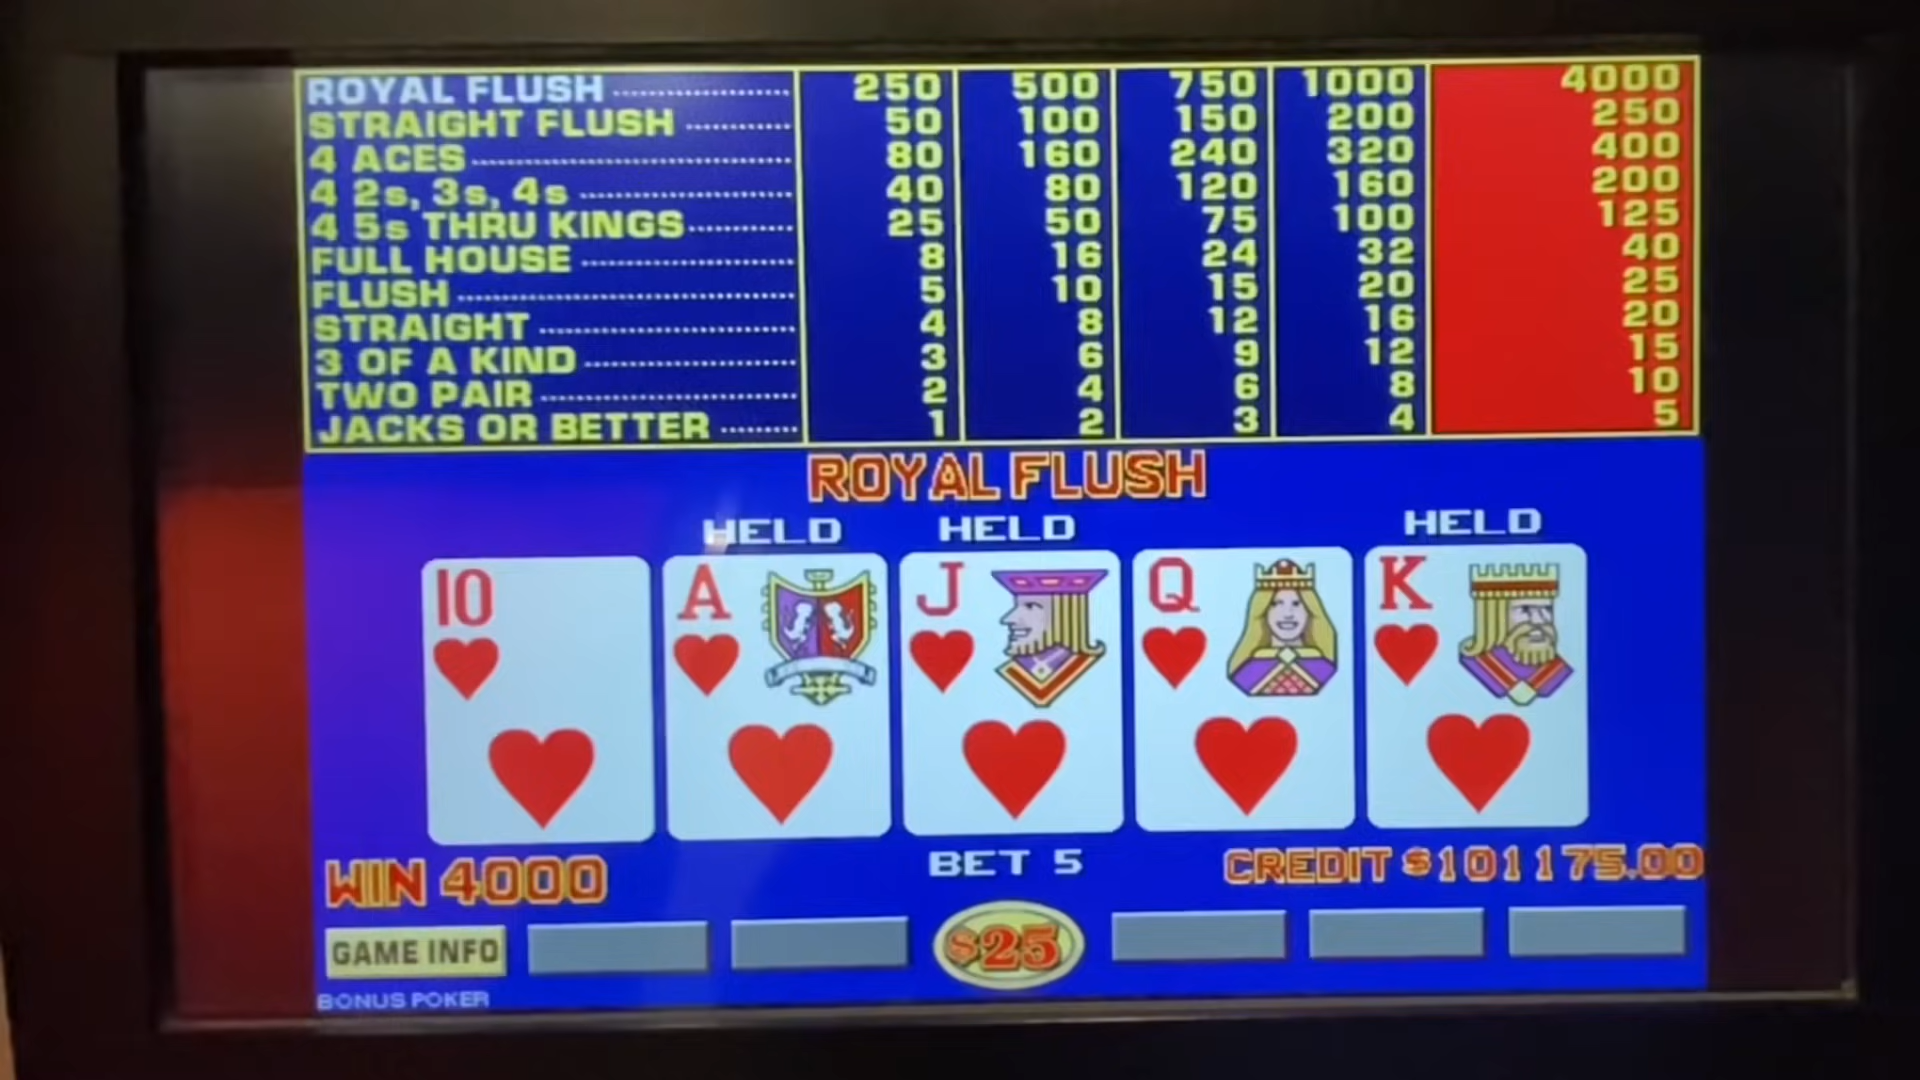 ROYAL FLUSH 250 500 750 1000 4000
STRAIGHT FLUSH 50 100 150 200 250
4 ACES 80 160 240 320 400
4 2s, 3s, 4s 40 80 120 160 200
4 5s THRU KINGS 25 50 75 100 125
FULL HOUSE 8 16 24 32 40
FLUSH 5 10 15 20 25
STRAIGHT 4 8 12 16 20
3 OF A KIND 3 6 9 12 15
TWO PAIR 2 4 6 8 10
JACKS OR BETTER 1 2 3 4 5
ROYAL FLUSH
HELD HELD HELD
10 A J Q K
WIN 4000 BET 5 CREDIT $101175.00
GAME INFO $25
BONUS POKER